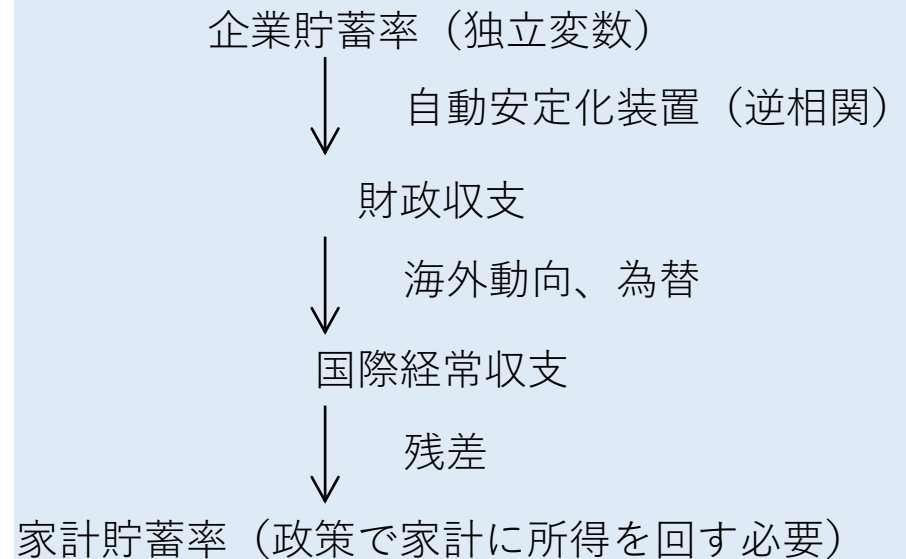 企業貯蓄率（独立変数）
自動安定化装置（逆相関）
財政収支
海外動向、為替
国際経常収支
残差
家計貯蓄率（政策で家計に所得を回す必要）